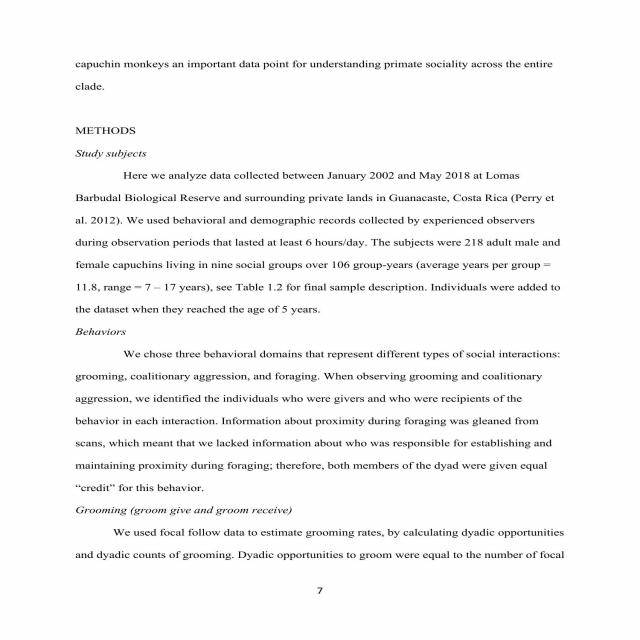 capuchin monkeys an important data point for understanding primate sociality across the entire
clade.
METHODS
Study subjects
Here we analyze data collected between January 2002 and May 2018 at Lomas
Barbudal Biological Reserve and surrounding private lands in Guanacaste, Costa Rica (Perry et
al. 2012). We used behavioral and demographic records collected by experienced observers
during observation periods that lasted at least 6 hours/day. The subjects were 218 adult male and
female capuchins living in nine social groups over 106 group-years (average years per group =
11.8, range = 7 – 17 years), see Table 1.2 for final sample description. Individuals were added to
the dataset when they reached the age of 5 years.
Behaviors
We chose three behavioral domains that represent different types of social interactions:
grooming, coalitionary aggression, and foraging. When observing grooming and coalitionary
aggression, we identified the individuals who were givers and who were recipients of the
behavior in each interaction. Information about proximity during foraging was gleaned from
scans, which meant that we lacked information about who was responsible for establishing and
maintaining proximity during foraging; therefore, both members of the dyad were given equal
“credit” for this behavior.
Grooming (groom give and groom receive)
We used focal follow data to estimate grooming rates, by calculating dyadic opportunities
and dyadic counts of grooming. Dyadic opportunities to groom were equal to the number of focal
7